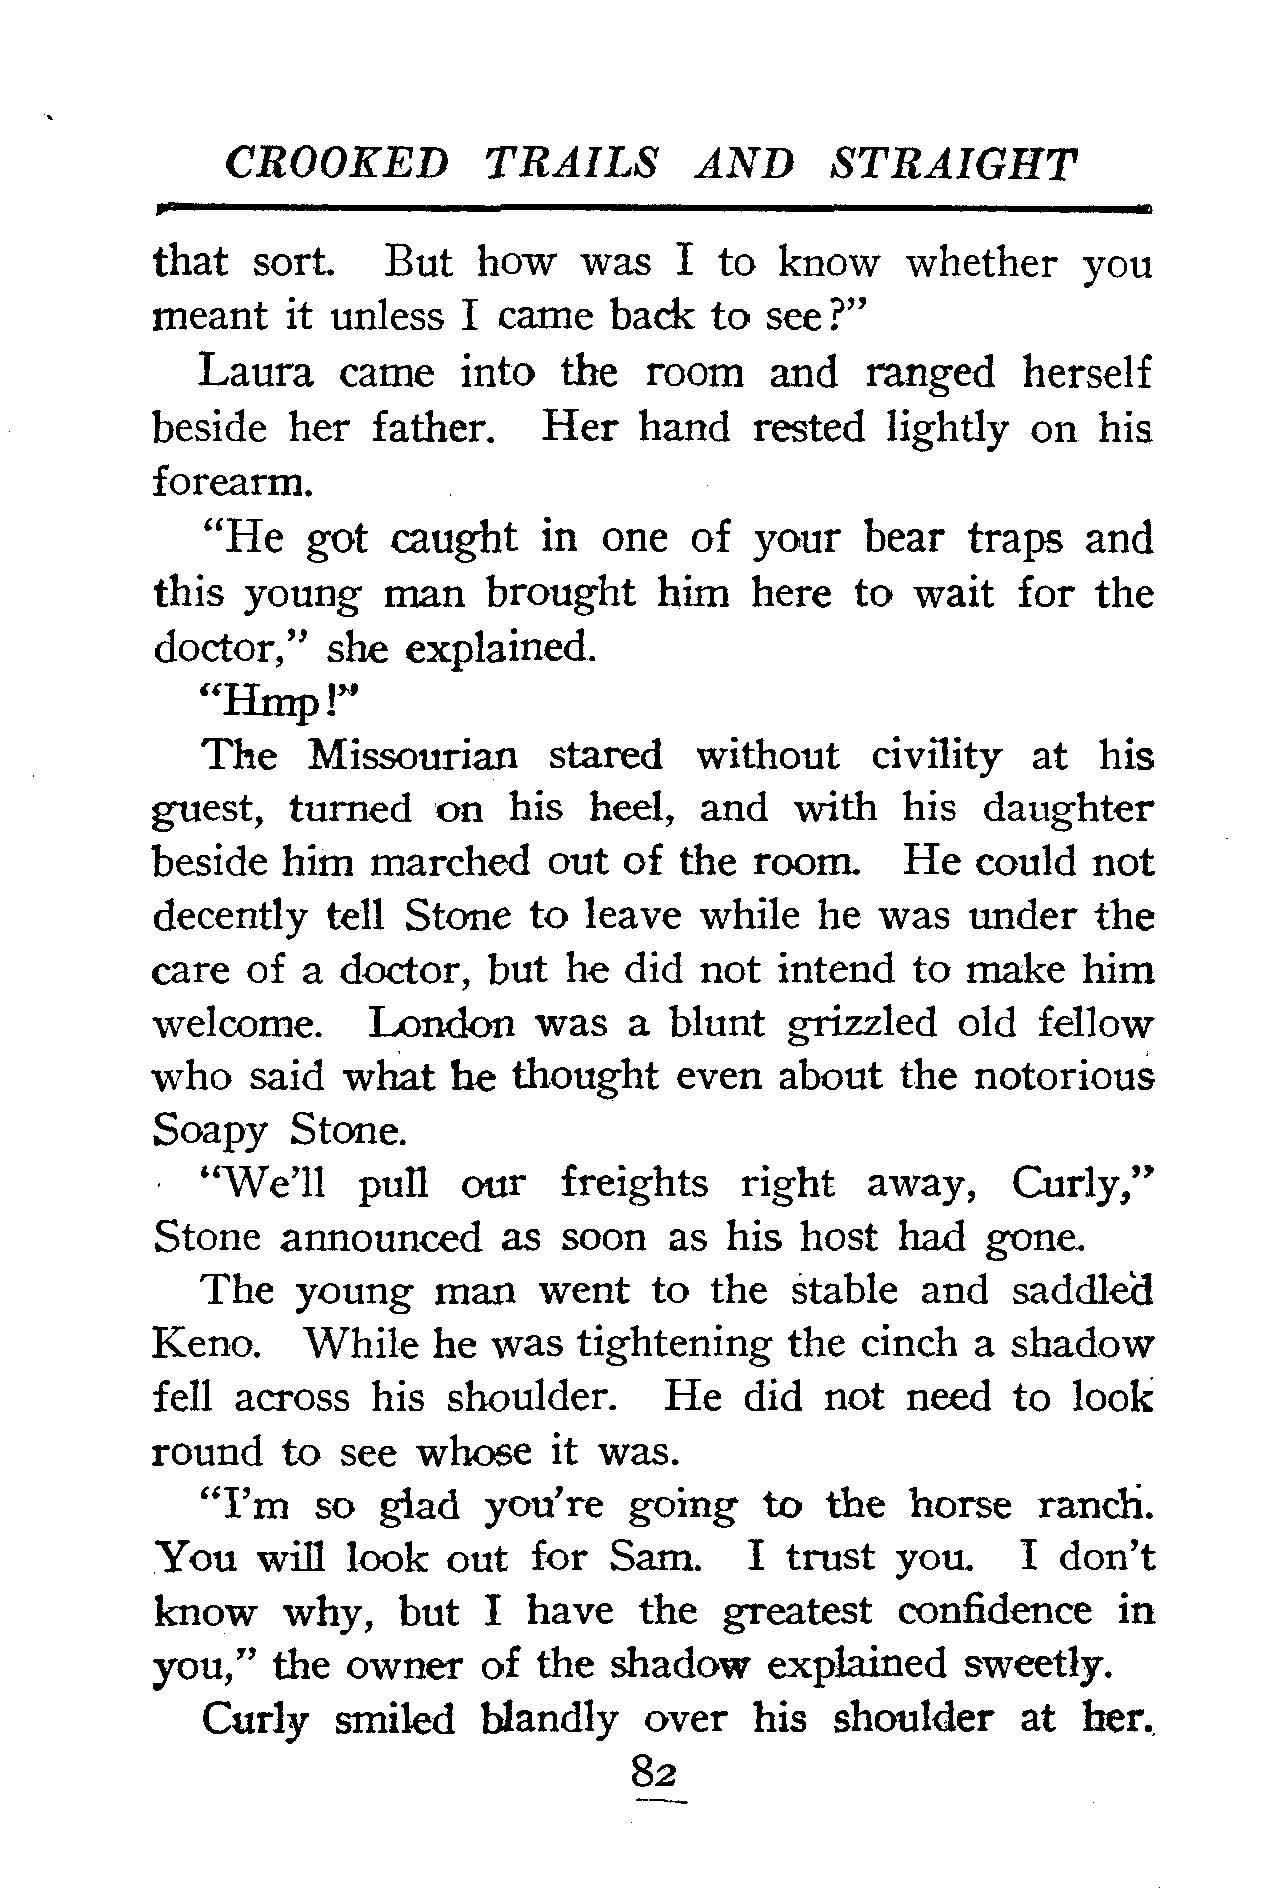 CROOKED TRAILS AND STRAIGHT
that sort. But how was I to know whether you
meant it unless I came back to see?"
Laura came into the room and ranged herself
beside her father. Her hand rested lightly on his
forearm.
"He got caught in one of your bear traps and
this young man brought him here to wait for the
doctor," she explained.
"Hmp!"
The Missourian stared without civility at his
guest, turned on his heel, and with his daughter
beside him marched out of the room. He could not
decently tell Stone to leave while he was under the
care of a doctor, but he did not intend to make him
welcome. London was a blunt grizzled old fellow
who said what he thought even about the notorious
Soapy Stone.
"We'll pull our freights right away, Curly,"
Stone announced as soon as his host had gone.
The young man went to the stable and saddled
Keno. While he was tightening the cinch a shadow
fell across his shoulder. He did not need to look
round to see whose it was.
"I'm so glad you're going to the horse ranch.
You will look out for Sam. I trust you. I don't
know why, but I have the greatest confidence in
you," the owner of the shadow explained sweetly.
Curly smiled blandly over his shoulder at her.
82